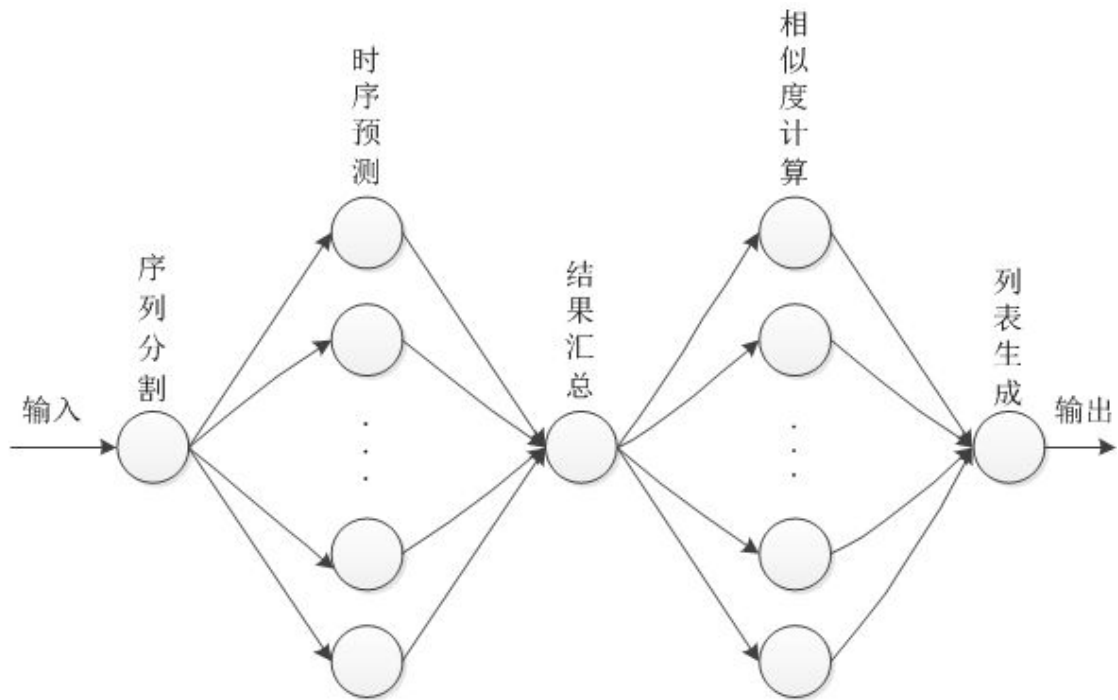 输入
序列分割
时序预测
结果汇总
相似度计算
列表生成
输出